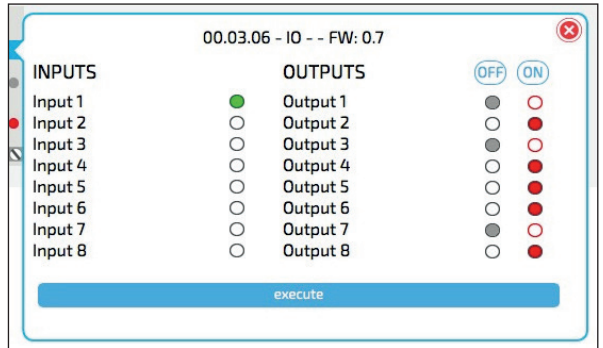 00.03.06 - IO - - FW: 0.7
INPUTS OUTPUTS OFF ON
Input 1 Output 1
Input 2 Output 2
Input 3 Output 3
Input 4 Output 4
Input 5 Output 5
Input 6 Output 6
Input 7 Output 7
Input 8 Output 8
execute